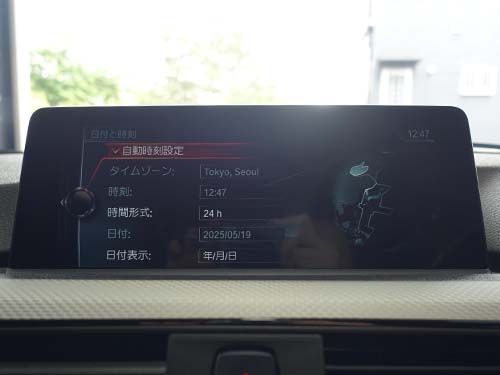 日付と時刻 12:47
自動時刻設定
タイムゾーン: Tokyo, Seoul
時刻: 12:47
時間形式: 24 h
日付: 2025/05/19
日付表示: 年/月/日